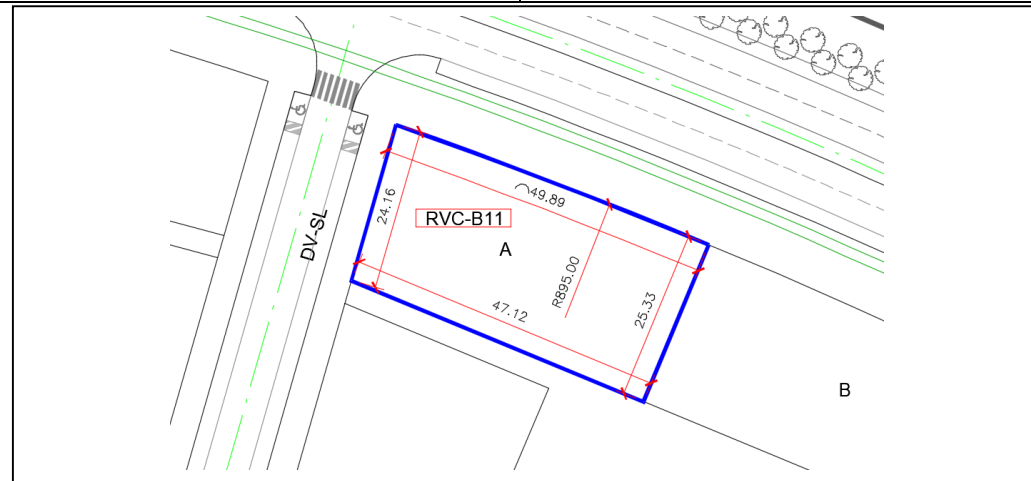 ⌒49.89
24.16
RVC-B11
DV-SL
A
R895.00
25.33
47.12
B